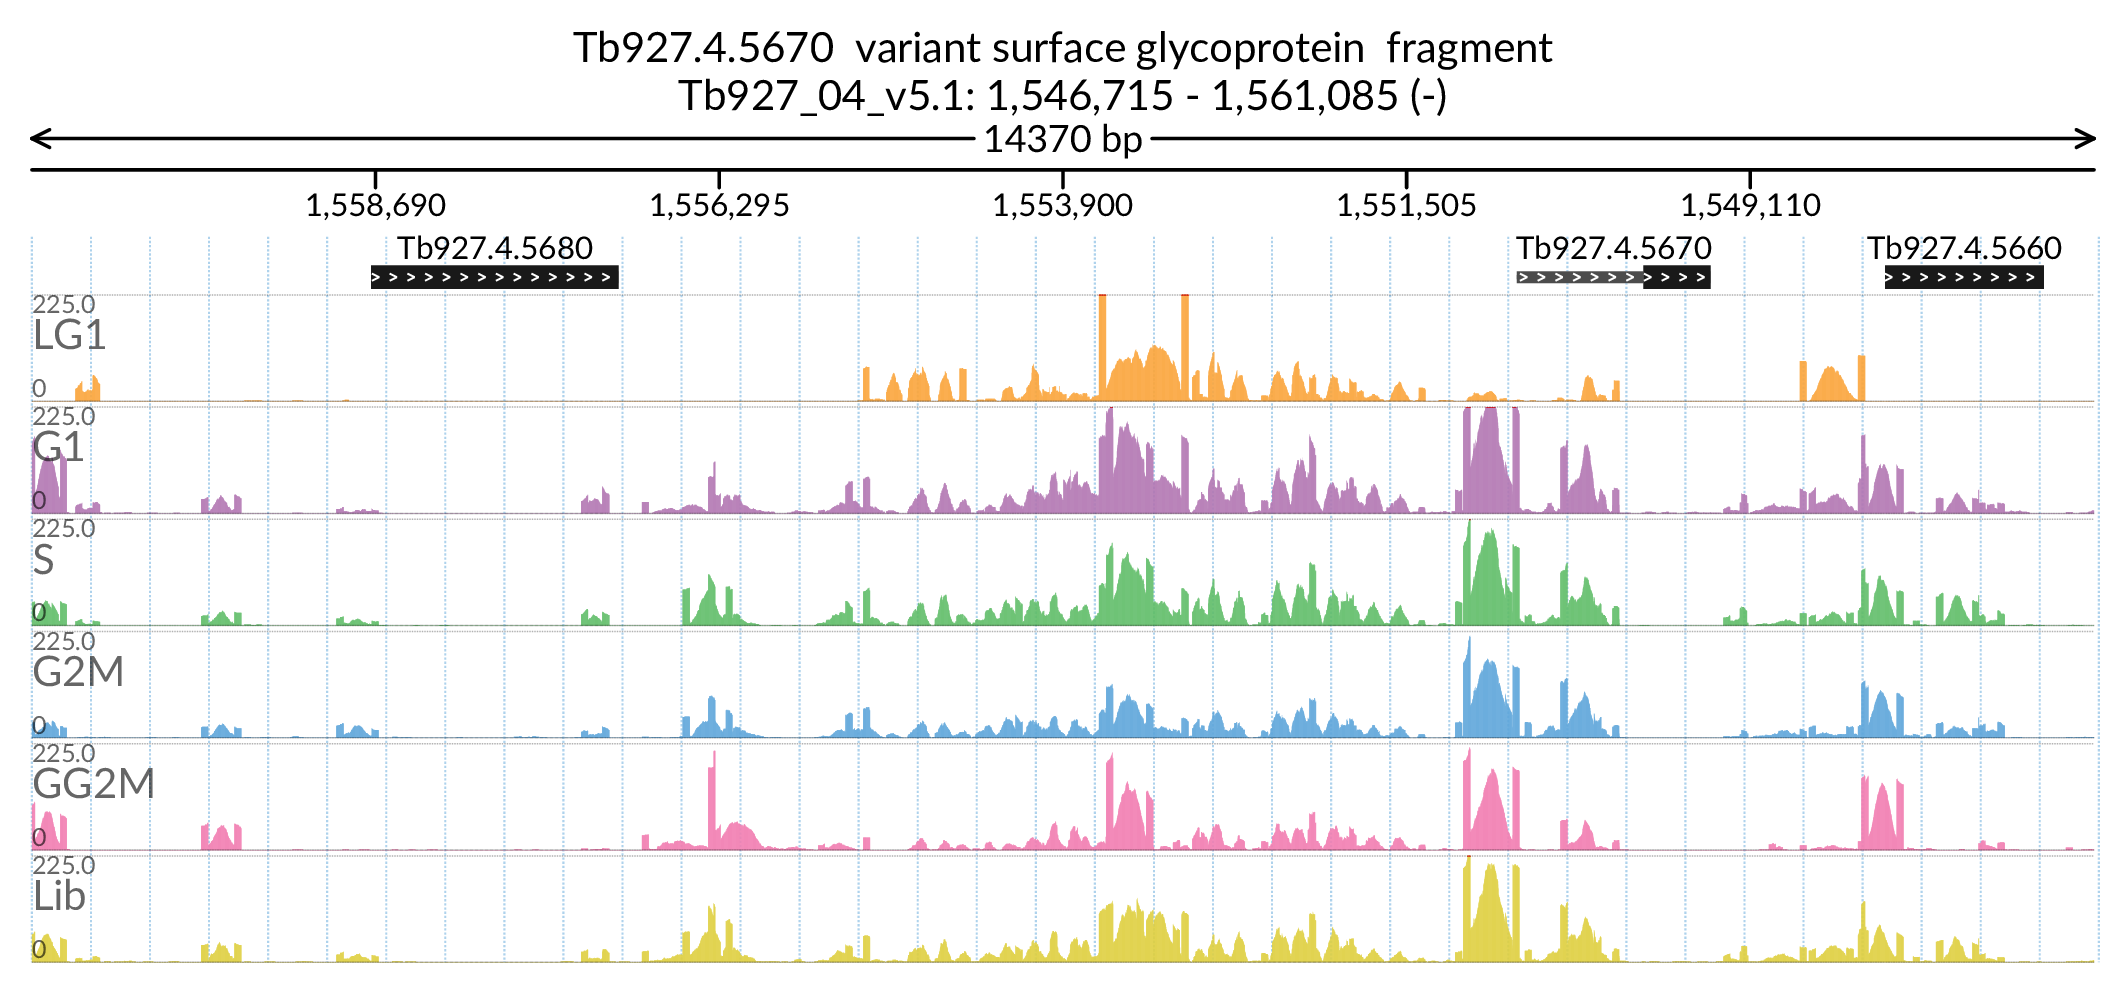 Tb927.4.5670 variant surface glycoprotein fragment
Tb927_04_v5.1: 1,546,715 - 1,561,085 (-)
14370 bp
1,558,690 1,556,295 1,553,900 1,551,505 1,549,110
Tb927.4.5680 Tb927.4.5670 Tb927.4.5660
225.0
LG1
0
225.0
G1
0
225.0
S
0
225.0
G2M
0
225.0
GG2M
0
225.0
Lib
0